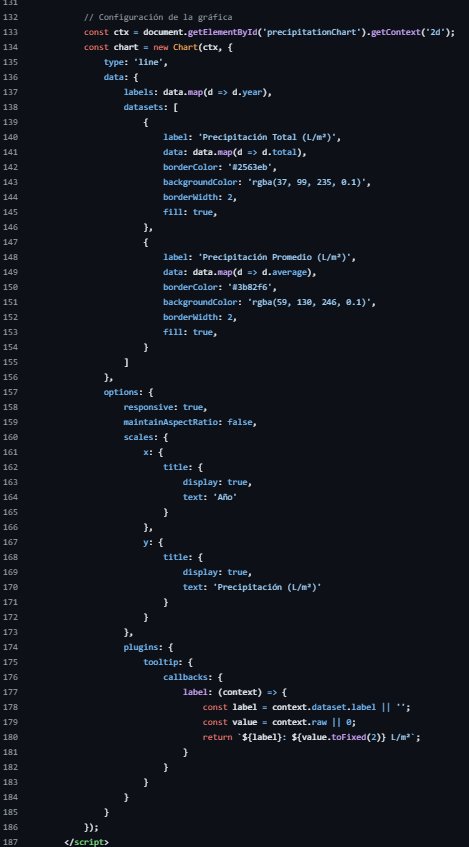 131
132 // Configuración de la gráfica
133 const ctx = document.getElementById('precipitationChart').getContext('2d');
134 const chart = new Chart(ctx, {
135 type: 'line',
136 data: {
137 labels: data.map(d => d.year),
138 datasets: [
139 {
140 label: 'Precipitación Total (L/m²)',
141 data: data.map(d => d.total),
142 borderColor: '#2563eb',
143 backgroundColor: 'rgba(37, 99, 235, 0.1)',
144 borderWidth: 2,
145 fill: true,
146 },
147 {
148 label: 'Precipitación Promedio (L/m²)',
149 data: data.map(d => d.average),
150 borderColor: '#3b82f6',
151 backgroundColor: 'rgba(59, 130, 246, 0.1)',
152 borderWidth: 2,
153 fill: true,
154 }
155 ]
156 },
157 options: {
158 responsive: true,
159 maintainAspectRatio: false,
160 scales: {
161 x: {
162 title: {
163 display: true,
164 text: 'Año'
165 }
166 },
167 y: {
168 title: {
169 display: true,
170 text: 'Precipitación (L/m²)'
171 }
172 }
173 },
174 plugins: {
175 tooltip: {
176 callbacks: {
177 label: (context) => {
178 const label = context.dataset.label || '';
179 const value = context.raw || 0;
180 return `${label}: ${value.toFixed(2)} L/m²`;
181 }
182 }
183 }
184 }
185 }
186 });
187 </script>